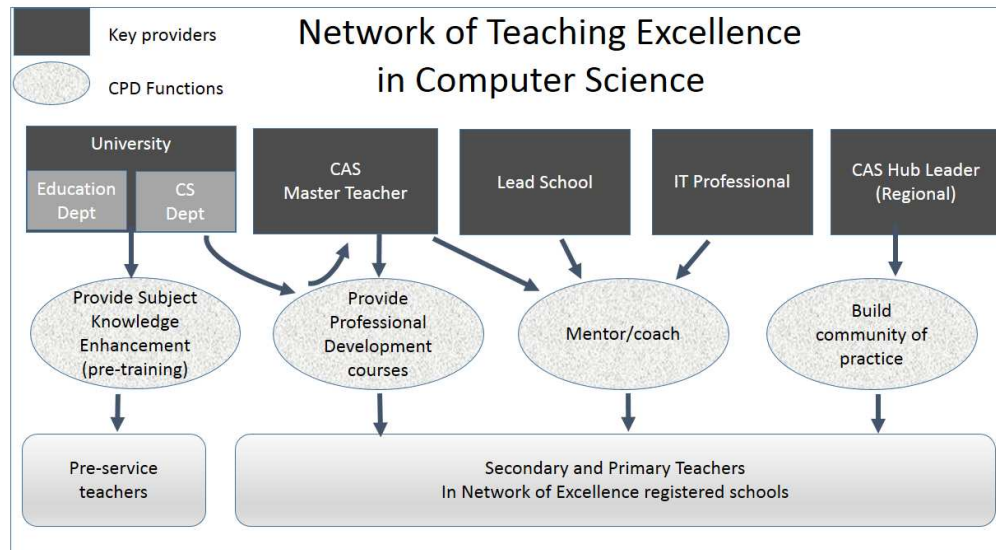 Key providers
CPD Functions
Network of Teaching Excellence
in Computer Science
University
Education
Dept
CS
Dept
CAS
Master Teacher
Lead School
IT Professional
CAS Hub Leader
(Regional)
Provide Subject
Knowledge
Enhancement
(pre-training)
Provide
Professional
Development
courses
Mentor/coach
Build
community of
practice
Pre-service
teachers
Secondary and Primary Teachers
In Network of Excellence registered schools